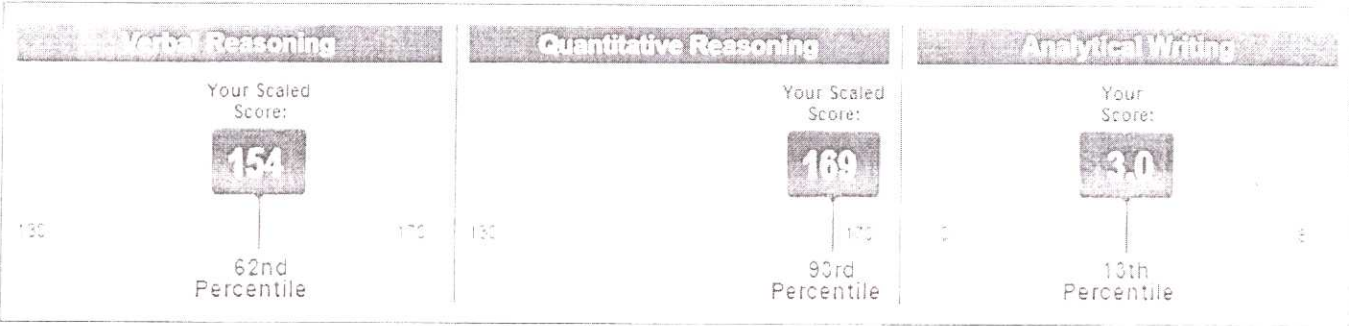 Verbal Reasoning
Your Scaled
Score:
154
130
170
62nd
Percentile
Quantitative Reasoning
Your Scaled
Score:
169
130
170
93rd
Percentile
Analytical Writing
Your
Score:
3.0
0
6
13th
Percentile